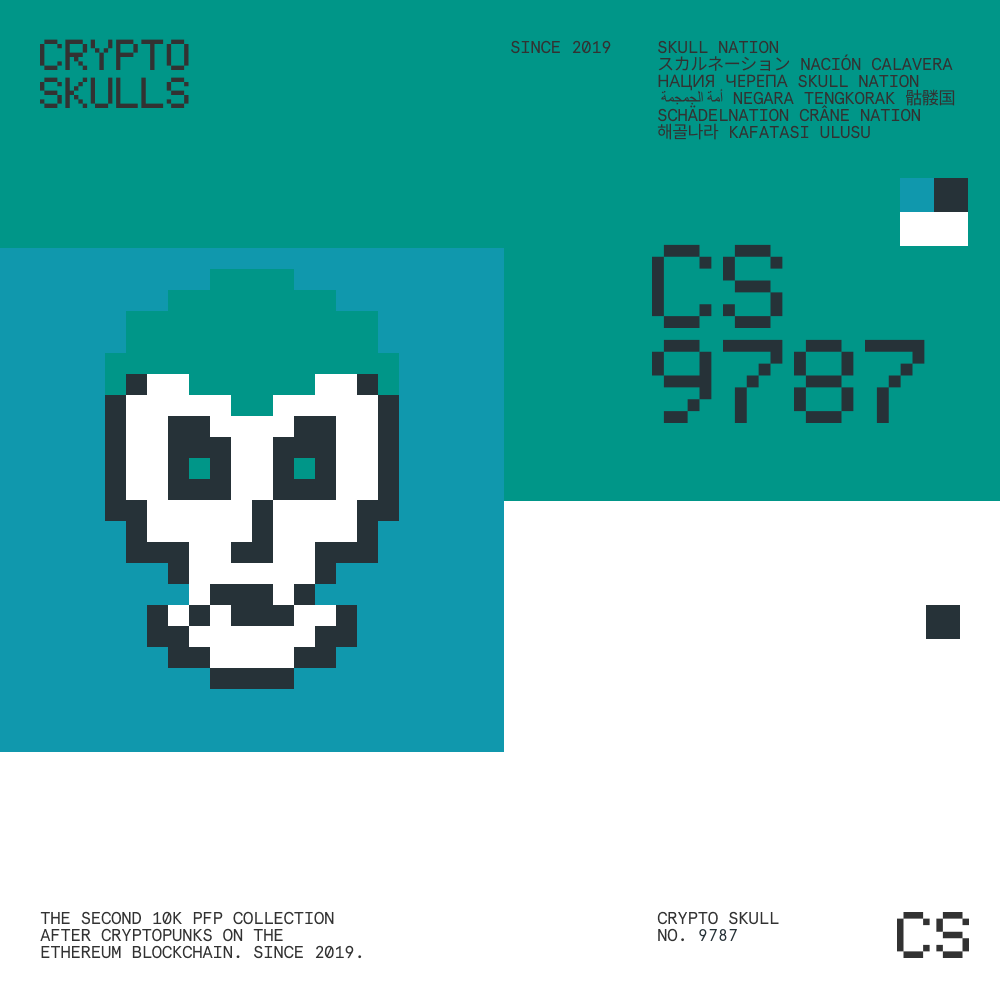 CRYPTO
SKULLS
SINCE 2019
SKULL NATION
スカルネーション NACIÓN CALAVERA
НАЦИЯ ЧЕРЕПА SKULL NATION
أمة الجمجمة NEGARA TENGKORAK 骷髅国
SCHÄDELNATION CRÂNE NATION
해골나라 KAFATASI ULUSU
CS
9787
THE SECOND 10K PFP COLLECTION
AFTER CRYPTOPUNKS ON THE
ETHEREUM BLOCKCHAIN. SINCE 2019.
CRYPTO SKULL
NO. 9787
CS